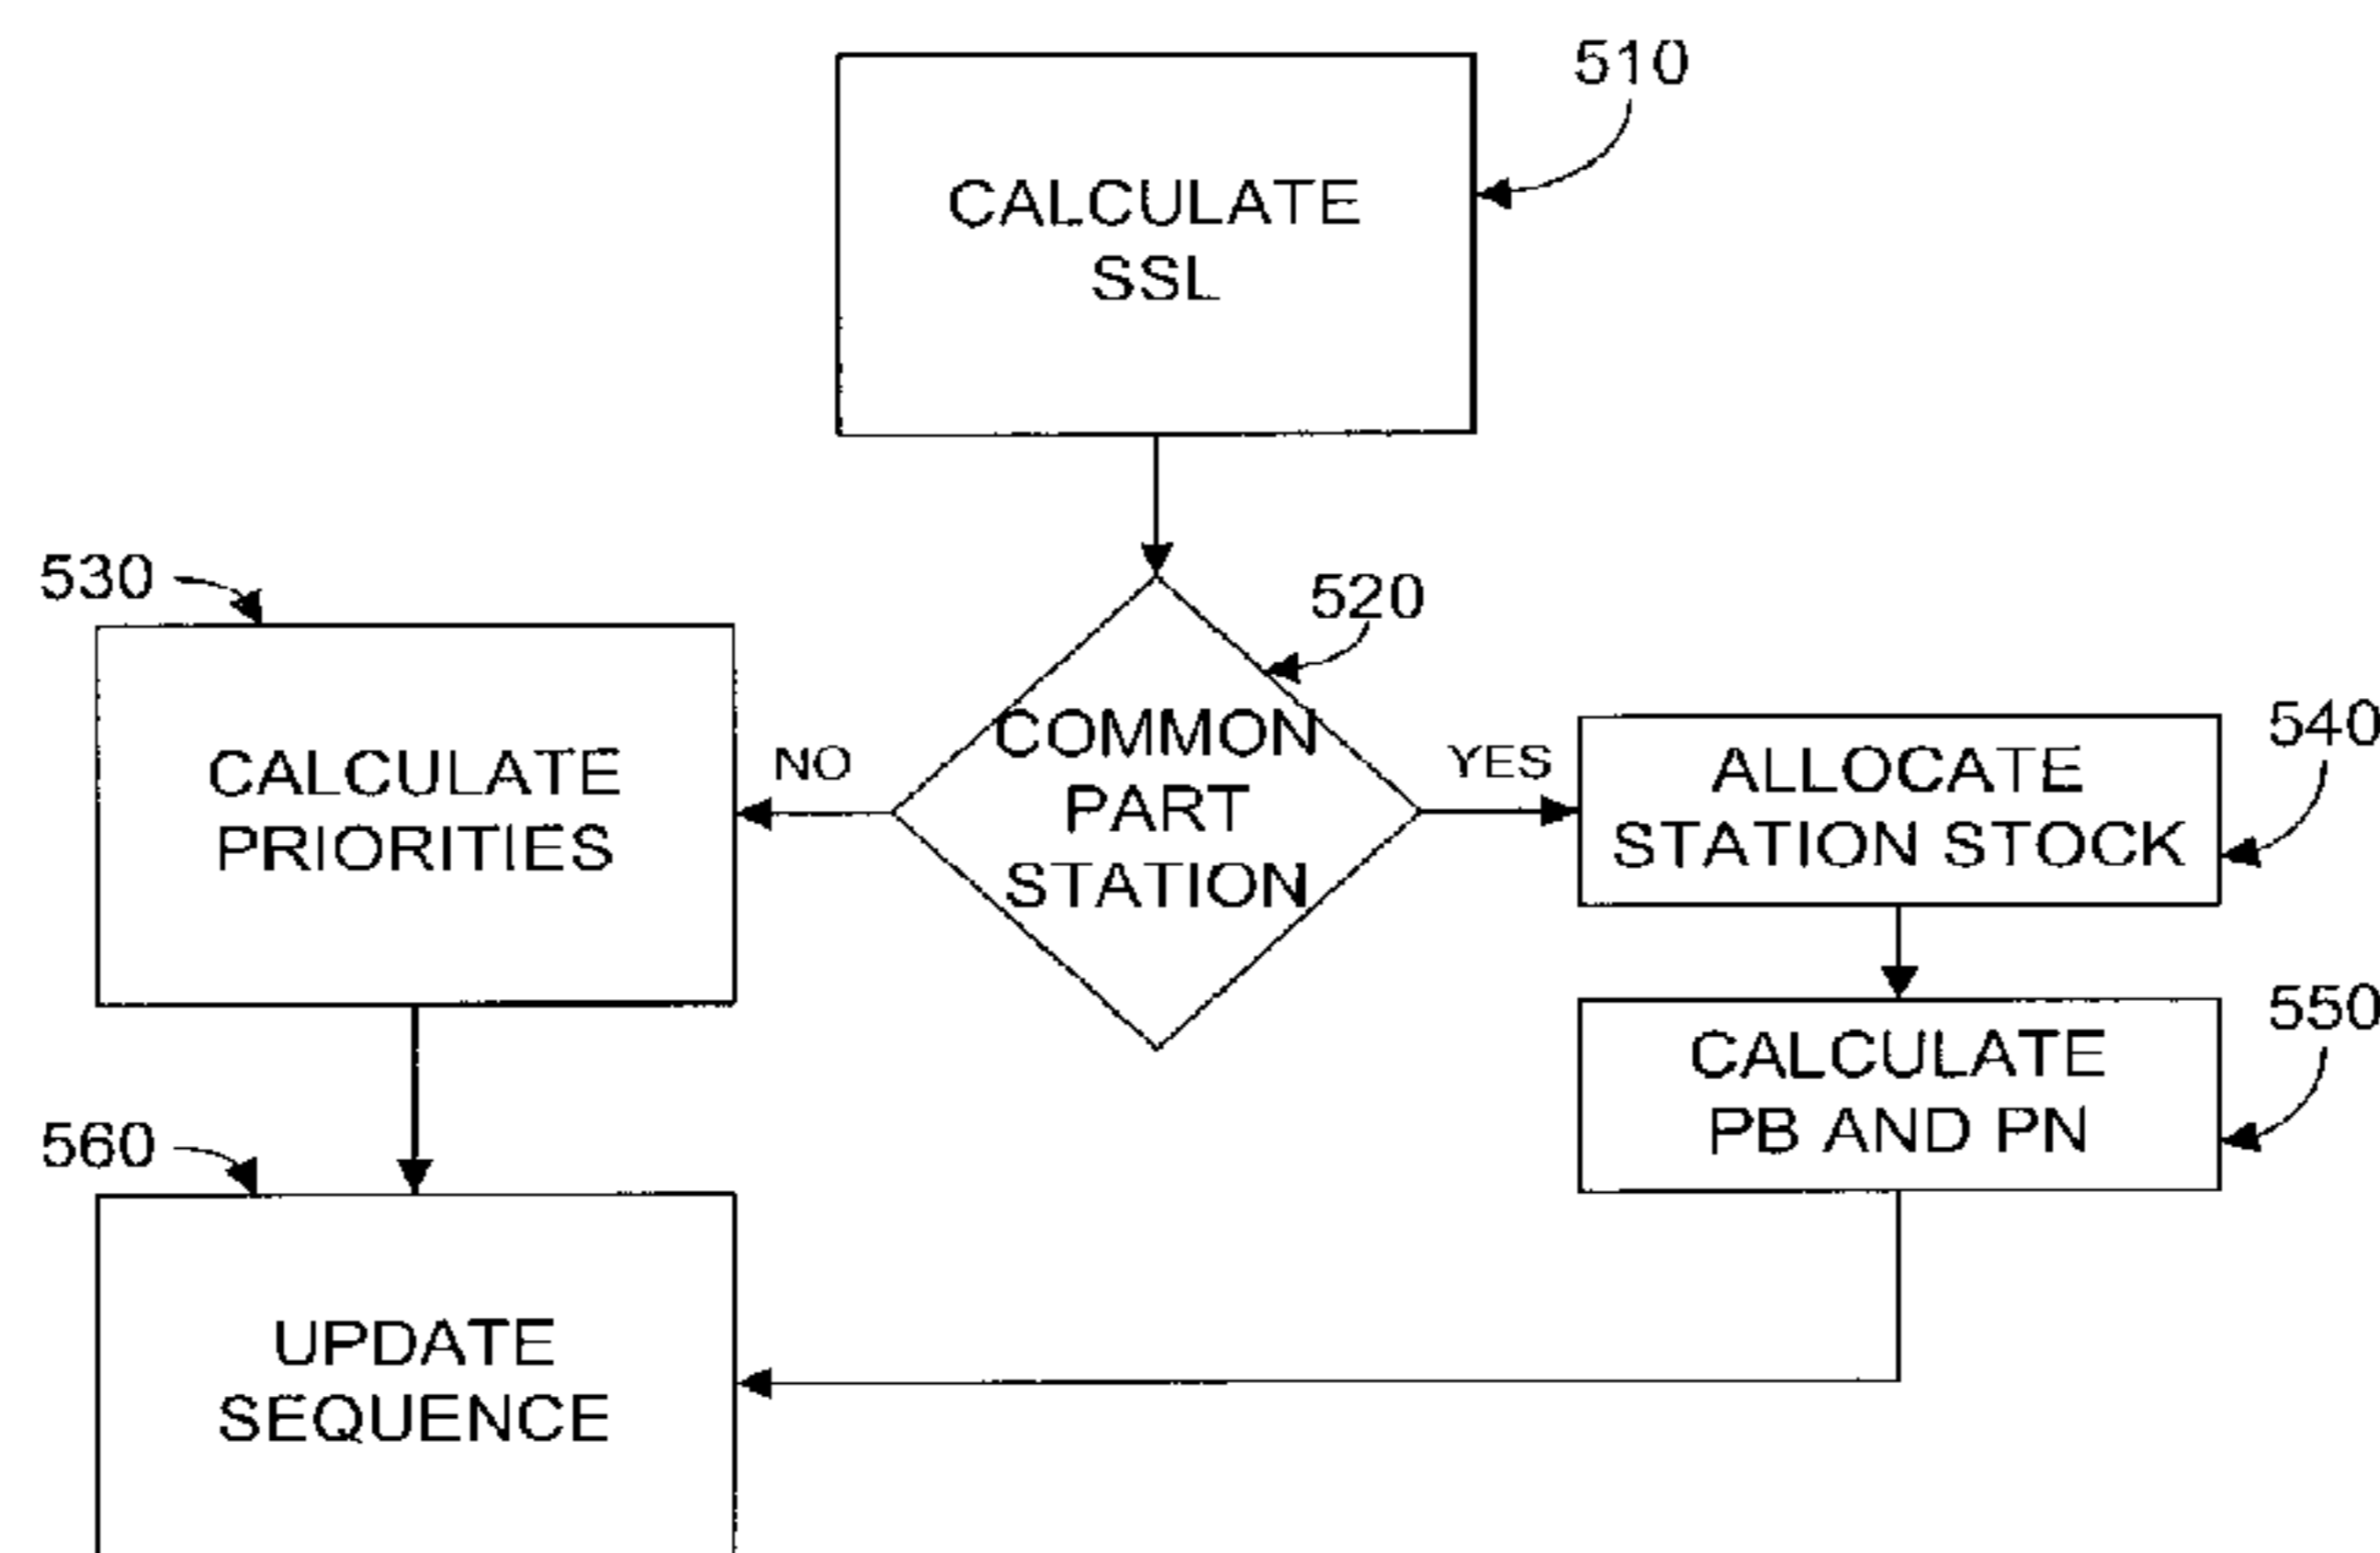 510
CALCULATE
SSL
530
520
COMMON
PART
STATION
NO
YES
CALCULATE
PRIORITIES
540
ALLOCATE
STATION STOCK
550
CALCULATE
PB AND PN
560
UPDATE
SEQUENCE